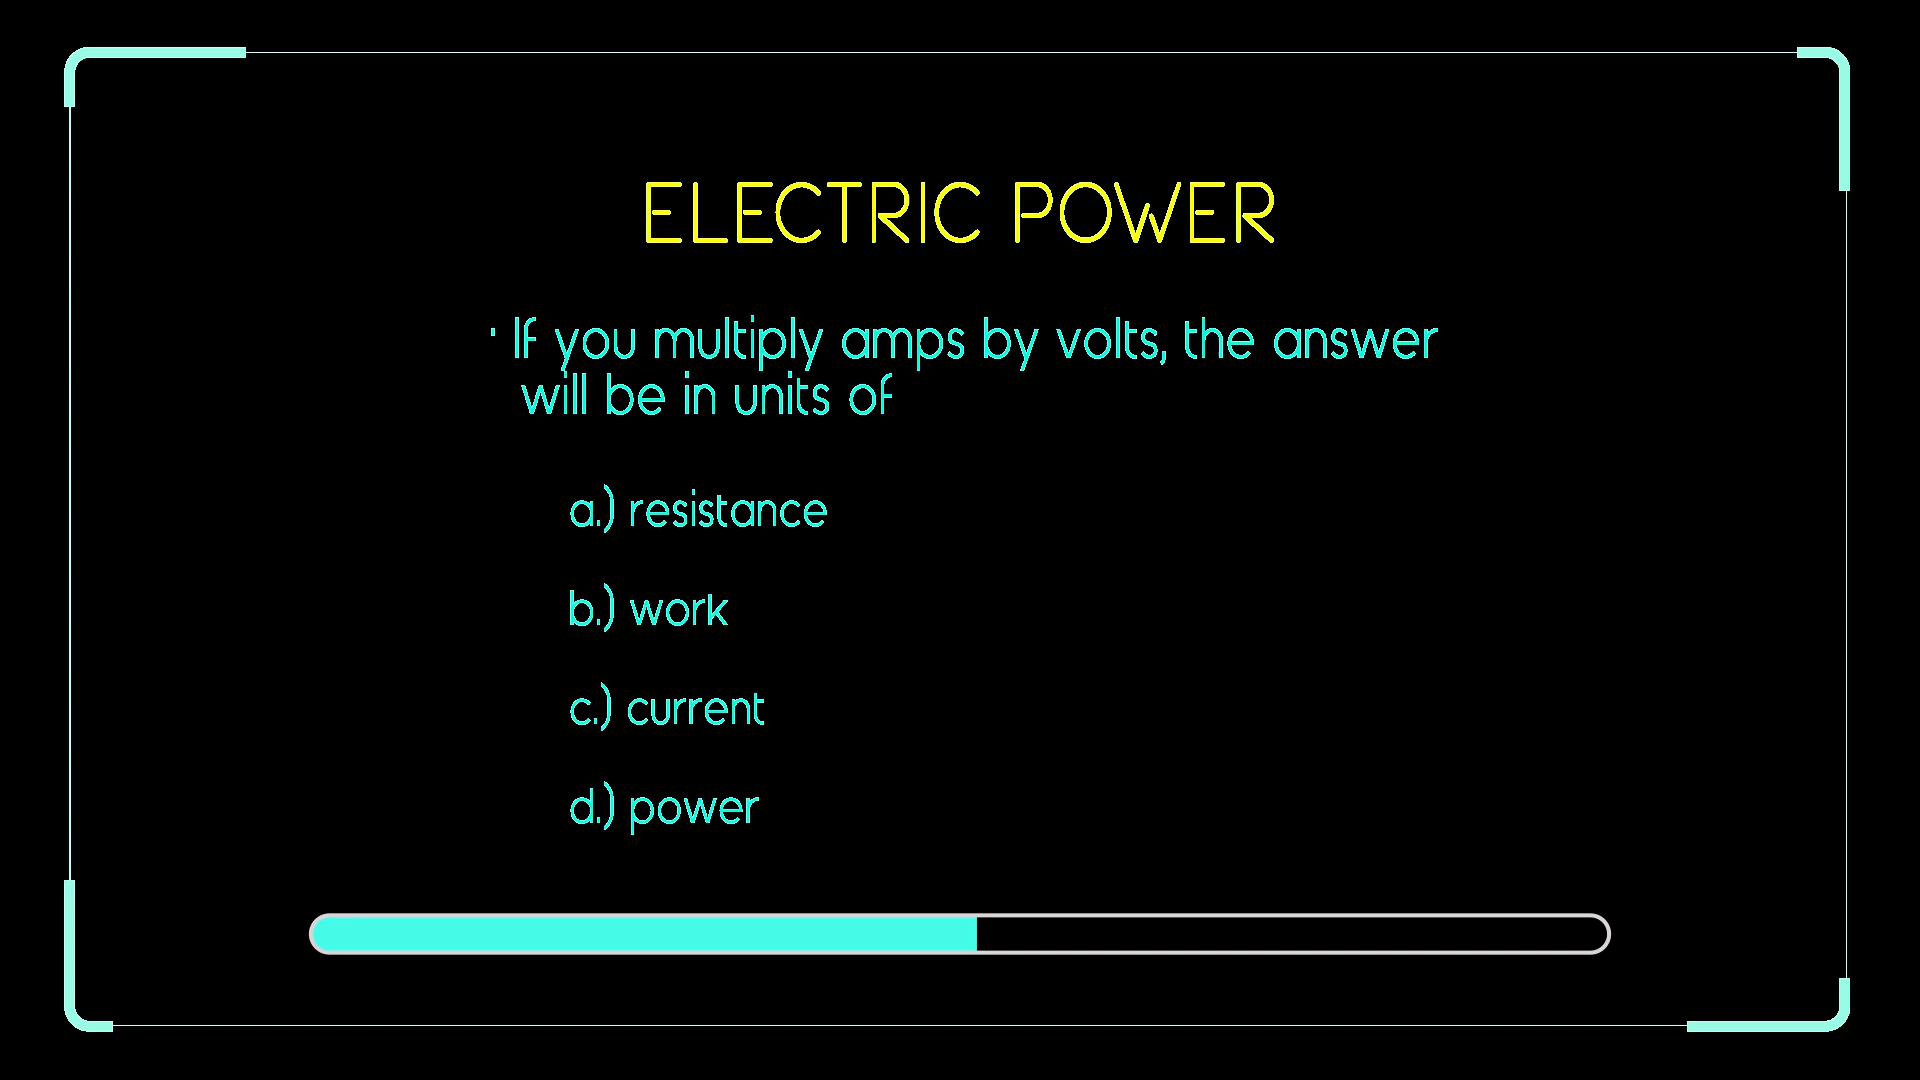 ELECTRIC POWER
· If you multiply amps by volts, the answer
will be in units of
a.) resistance
b.) work
c.) current
d.) power